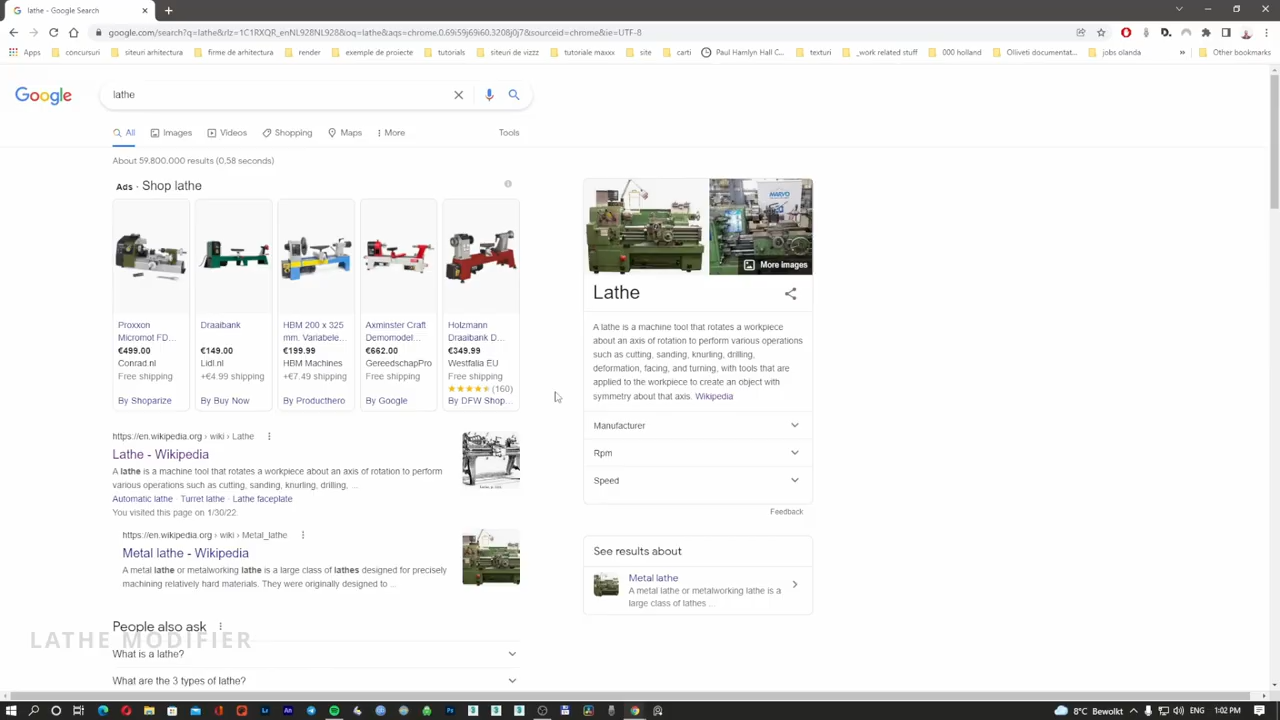 lathe - Google Search
google.com/search?q=lathe&rlz=1C1RXQR_enNL928NL928&oq=lathe&aqs=chrome.0.69i59j69i60.3208j0j7&sourceid=chrome&ie=UTF-8
Apps concursuri siteuri arhitectura firme de arhitectura render exemple de proiecte tutorials siteuri de vizzz tutoriale maxxx site carti Paul Hamlyn Hall C... texturi _work related stuff 000 holland Olliveti documentat... jobs olanda » Other bookmarks
Google
lathe
All Images Videos Shopping Maps More Tools
About 59.800.000 results (0,58 seconds)
Ads · Shop lathe
Proxxon
Micromot FD...
€499.00
Conrad.nl
Free shipping
By Shoparize
Draaibank
€149.00
Lidl.nl
+€4.99 shipping
By Buy Now
HBM 200 x 325
mm. Variabele...
€199.99
HBM Machines
+€7.49 shipping
By Producthero
Axminster Craft
Demomodel...
€662.00
GereedschapPro
Free shipping
By Google
Holzmann
Draaibank D...
€349.99
Westfalia EU
Free shipping
(160)
By DFW Shop...
https://en.wikipedia.org › wiki › Lathe
Lathe - Wikipedia
A lathe is a machine tool that rotates a workpiece about an axis of rotation to perform
various operations such as cutting, sanding, knurling, drilling, ...
Automatic lathe · Turret lathe · Lathe faceplate
You visited this page on 1/30/22.
https://en.wikipedia.org › wiki › Metal_lathe
Metal lathe - Wikipedia
A metal lathe or metalworking lathe is a large class of lathes designed for precisely
machining relatively hard materials. They were originally designed to ...
People also ask
LATHE MODIFIER
What is a lathe?
What are the 3 types of lathe?
MARVO
More images
Lathe
A lathe is a machine tool that rotates a workpiece
about an axis of rotation to perform various operations
such as cutting, sanding, knurling, drilling,
deformation, facing, and turning, with tools that are
applied to the workpiece to create an object with
symmetry about that axis. Wikipedia
Manufacturer
Rpm
Speed
Feedback
See results about
Metal lathe
A metal lathe or metalworking lathe is a
large class of lathes ...
8°C Bewolkt ENG 1:02 PM